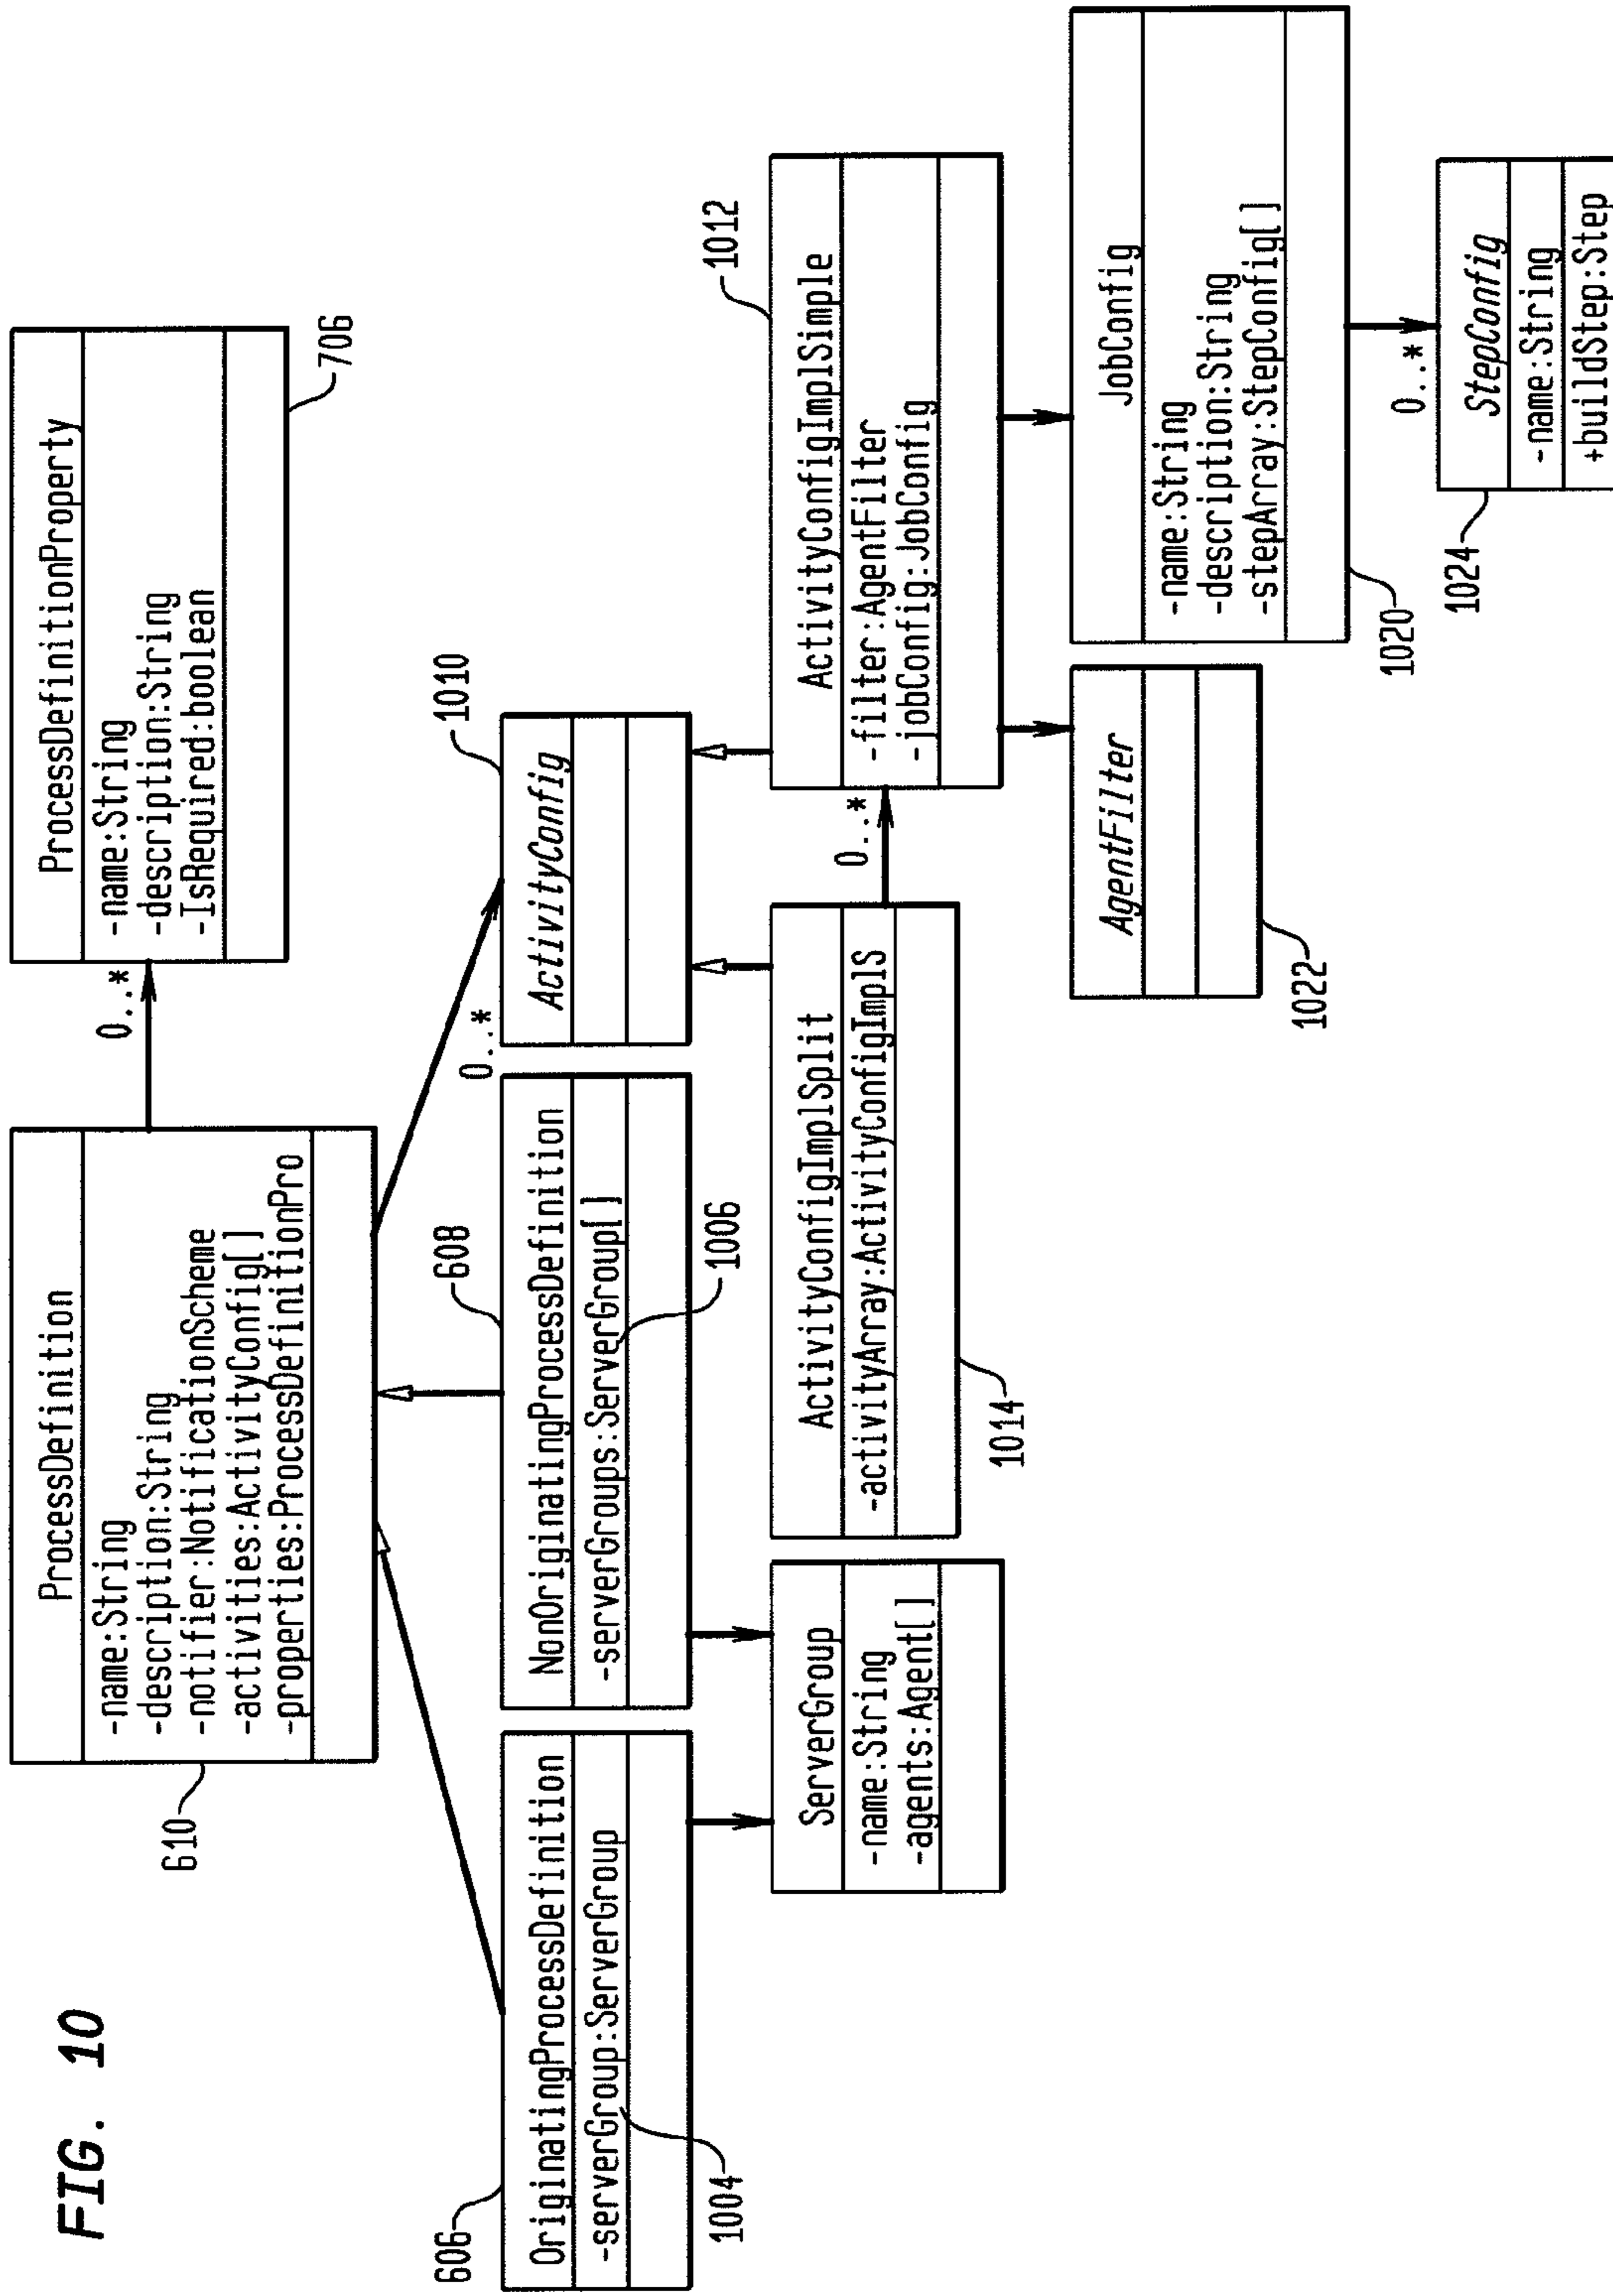 FIG. 10
ProcessDefinition
-name:String
-description:String
-notifier:NotificationScheme
-activities:ActivityConfig[]
-properties:ProcessDefinitionPro
610
0..*
ProcessDefinitionProperty
-name:String
-description:String
-IsRequired:boolean
706
606
OriginatingProcessDefinition
-serverGroup:ServerGroup
1004
608
NonOriginatingProcessDefinition
-serverGroups:ServerGroup[]
1006
0..*
1010
ActivityConfig
ServerGroup
-name:String
-agents:Agent[]
ActivityConfigImplSplit
-activityArray:ActivityConfigImplS
1014
0..*
1012
ActivityConfigImplSimple
-filter:AgentFilter
-jobConfig:JobConfig
AgentFilter
1022
JobConfig
-name:String
-description:String
-stepArray:StepConfig[]
1020
0..*
1024
StepConfig
-name:String
+buildStep:Step